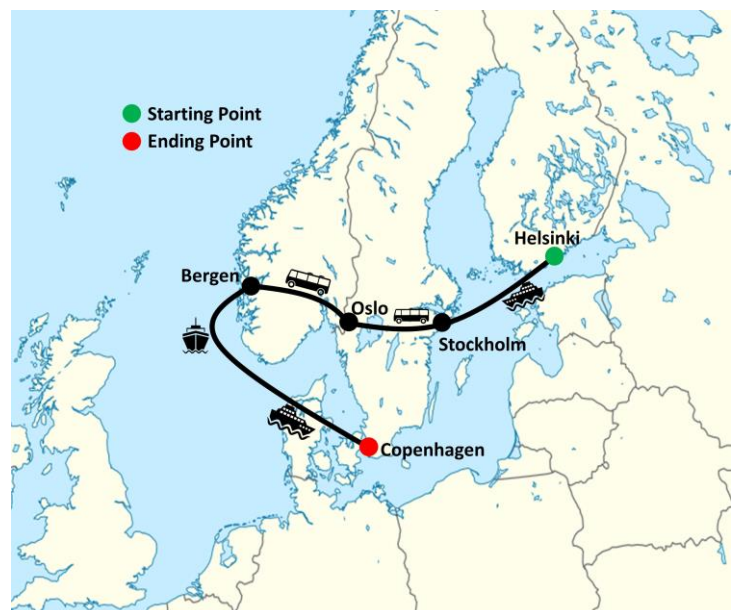 Starting Point
Ending Point
Helsinki
Bergen
Oslo
Stockholm
Copenhagen